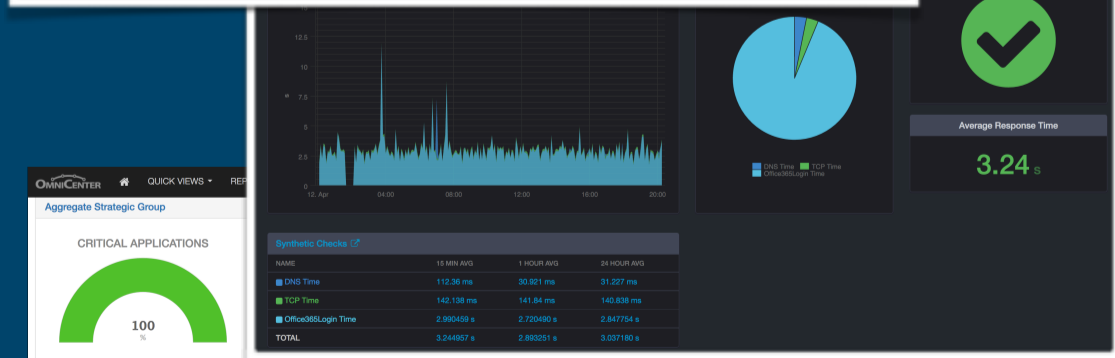 12.5
10
s
7.5
5
2.5
0
12. Apr 04:00 08:00 12:00 16:00 20:00
DNS Time TCP Time
Office365Login Time
Average Response Time
3.24 s
OMNICENTER QUICK VIEWS REP
Aggregate Strategic Group
CRITICAL APPLICATIONS
100
%
Synthetic Checks
NAME 15 MIN AVG 1 HOUR AVG 24 HOUR AVG
DNS Time 112.36 ms 30.921 ms 31.227 ms
TCP Time 142.138 ms 141.84 ms 140.838 ms
Office365Login Time 2.990459 s 2.720490 s 2.847754 s
TOTAL 3.244957 s 2.893251 s 3.037180 s